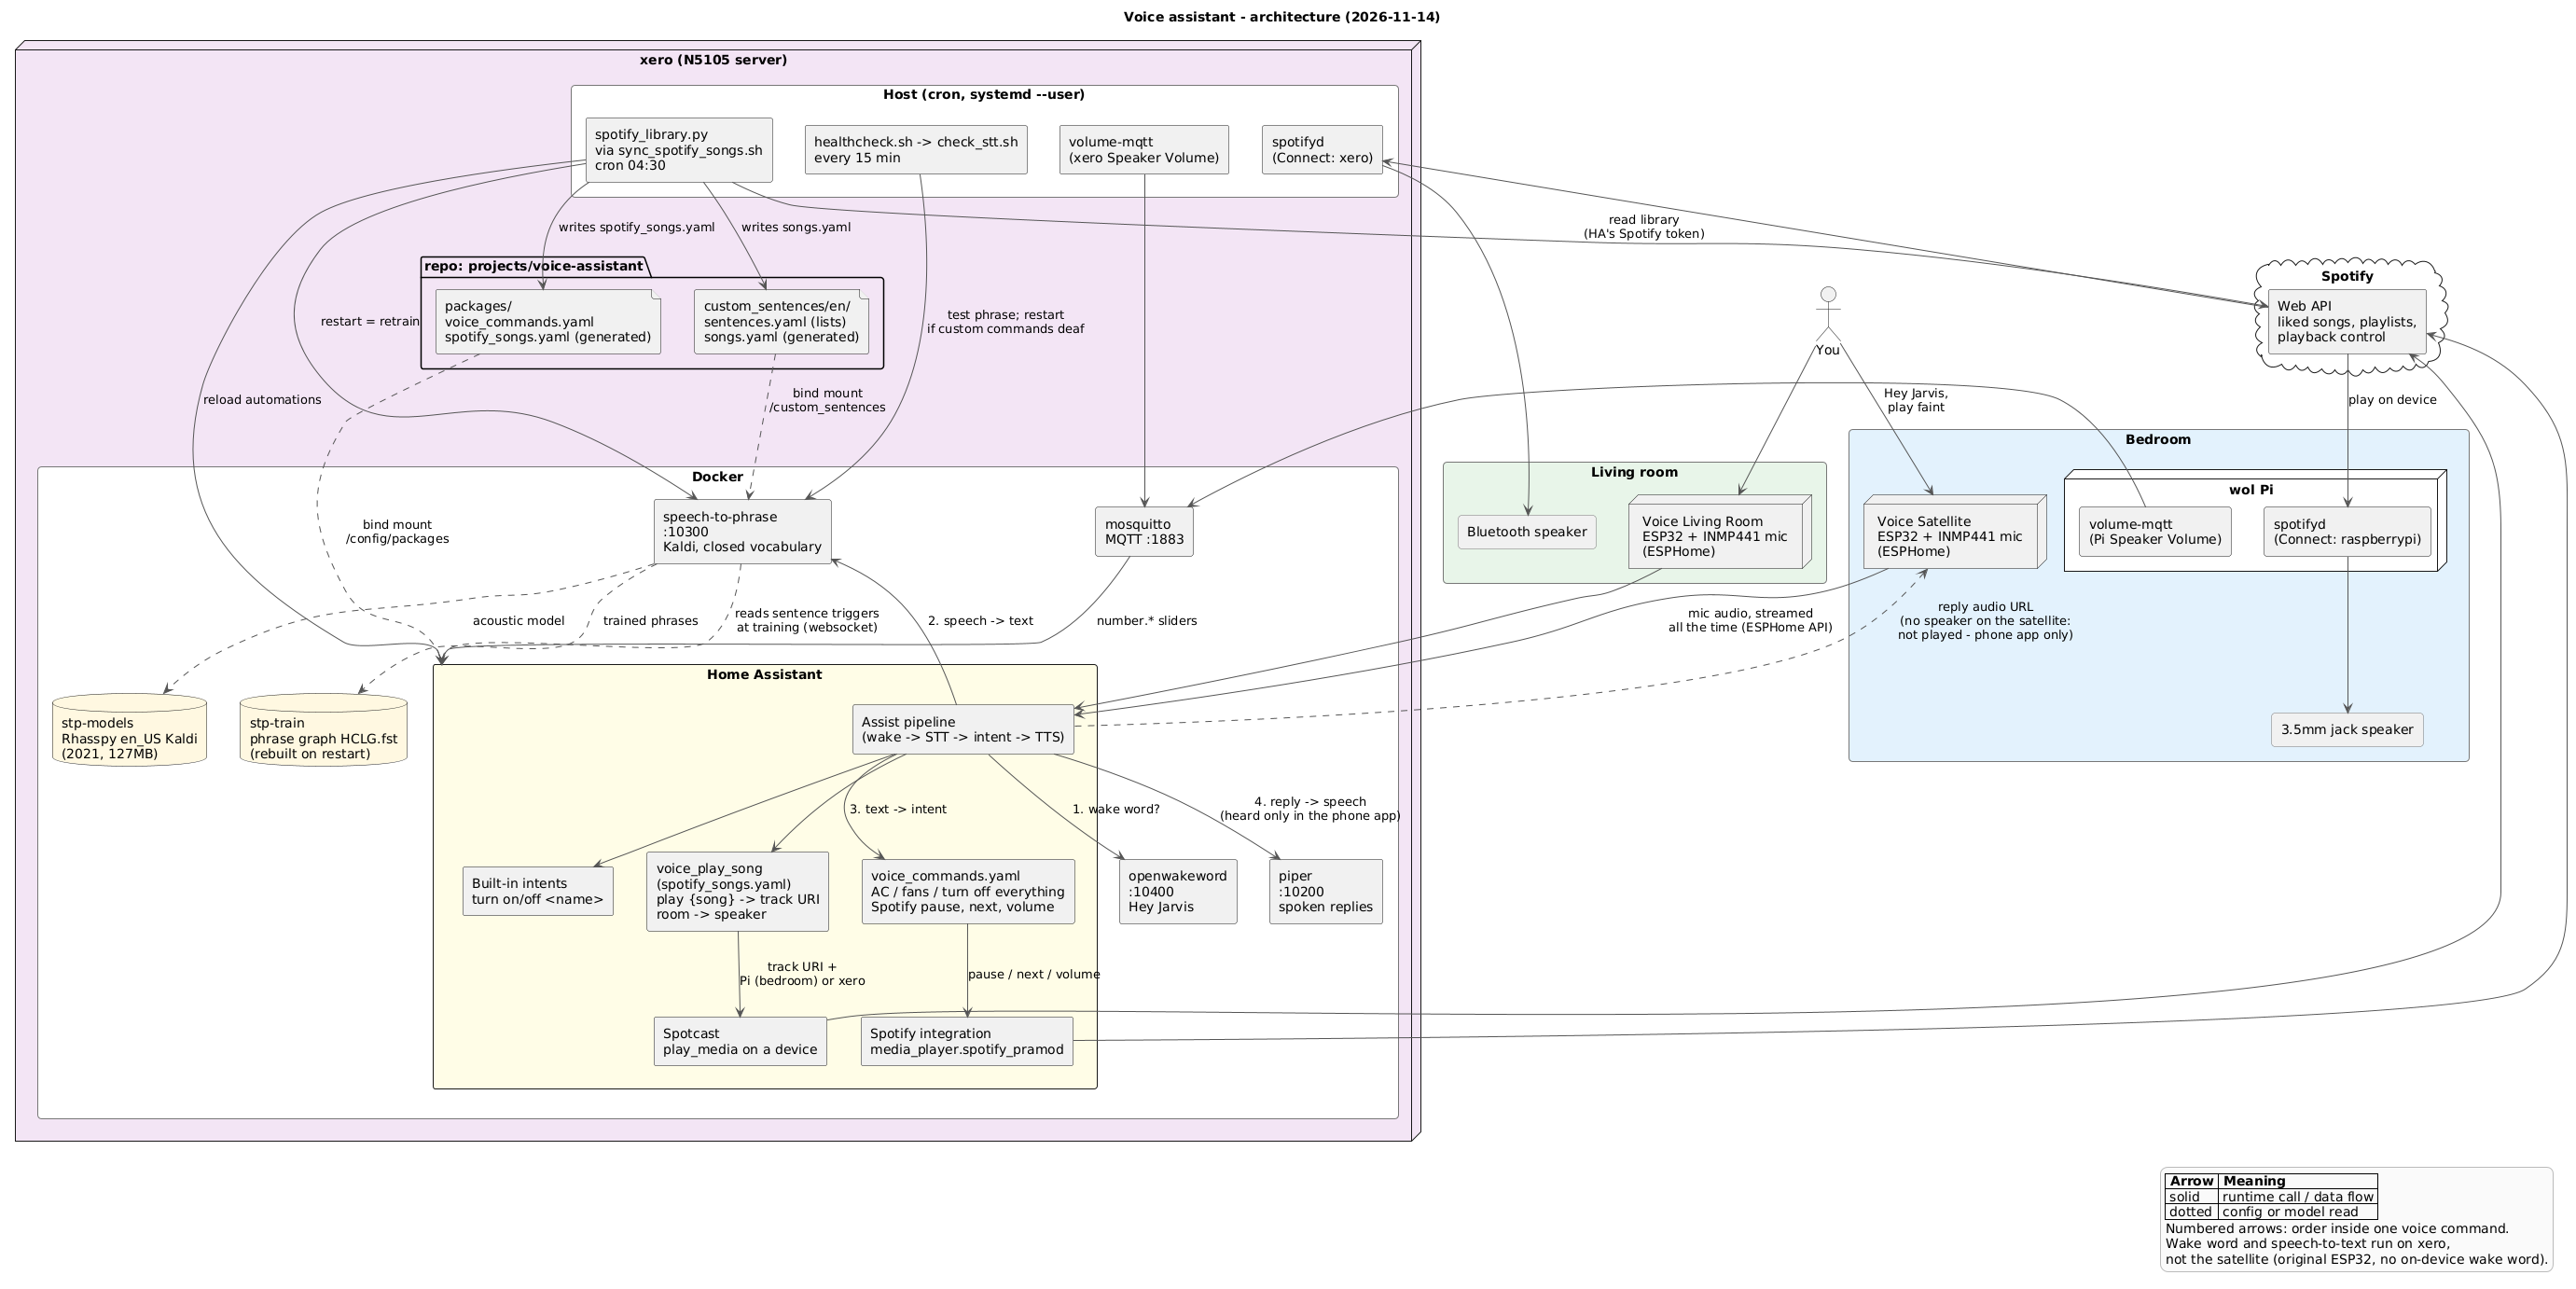 Voice assistant - architecture (2026-11-14)
xero (N5105 server)
Host (cron, systemd --user)
spotify_library.py
via sync_spotify_songs.sh
cron 04:30
healthcheck.sh -> check_stt.sh
every 15 min
volume-mqtt
(xero Speaker Volume)
spotifyd
(Connect: xero)
writes spotify_songs.yaml
writes songs.yaml
read library
(HA's Spotify token)
repo: projects/voice-assistant
packages/
voice_commands.yaml
spotify_songs.yaml (generated)
custom_sentences/en/
sentences.yaml (lists)
songs.yaml (generated)
restart = retrain
test phrase; restart
if custom commands deaf
You
Spotify
Web API
liked songs, playlists,
playback control
reload automations
bind mount
/custom_sentences
Hey Jarvis,
play faint
play on device
Docker
speech-to-phrase
:10300
Kaldi, closed vocabulary
mosquitto
MQTT :1883
bind mount
/config/packages
Living room
Bluetooth speaker
Voice Living Room
ESP32 + INMP441 mic
(ESPHome)
Bedroom
Voice Satellite
ESP32 + INMP441 mic
(ESPHome)
wol Pi
volume-mqtt
(Pi Speaker Volume)
spotifyd
(Connect: raspberrypi)
acoustic model
trained phrases
reads sentence triggers
at training (websocket)
2. speech -> text
number.* sliders
mic audio, streamed
all the time (ESPHome API)
reply audio URL
(no speaker on the satellite:
not played - phone app only)
stp-models
Rhasspy en_US Kaldi
(2021, 127MB)
stp-train
phrase graph HCLG.fst
(rebuilt on restart)
Home Assistant
Assist pipeline
(wake -> STT -> intent -> TTS)
3.5mm jack speaker
3. text -> intent
1. wake word?
4. reply -> speech
(heard only in the phone app)
Built-in intents
turn on/off <name>
voice_play_song
(spotify_songs.yaml)
play {song} -> track URI
room -> speaker
voice_commands.yaml
AC / fans / turn off everything
Spotify pause, next, volume
openwakeword
:10400
Hey Jarvis
piper
:10200
spoken replies
track URI +
Pi (bedroom) or xero
pause / next / volume
Spotcast
play_media on a device
Spotify integration
media_player.spotify_pramod
Arrow Meaning
solid runtime call / data flow
dotted config or model read
Numbered arrows: order inside one voice command.
Wake word and speech-to-text run on xero,
not the satellite (original ESP32, no on-device wake word).